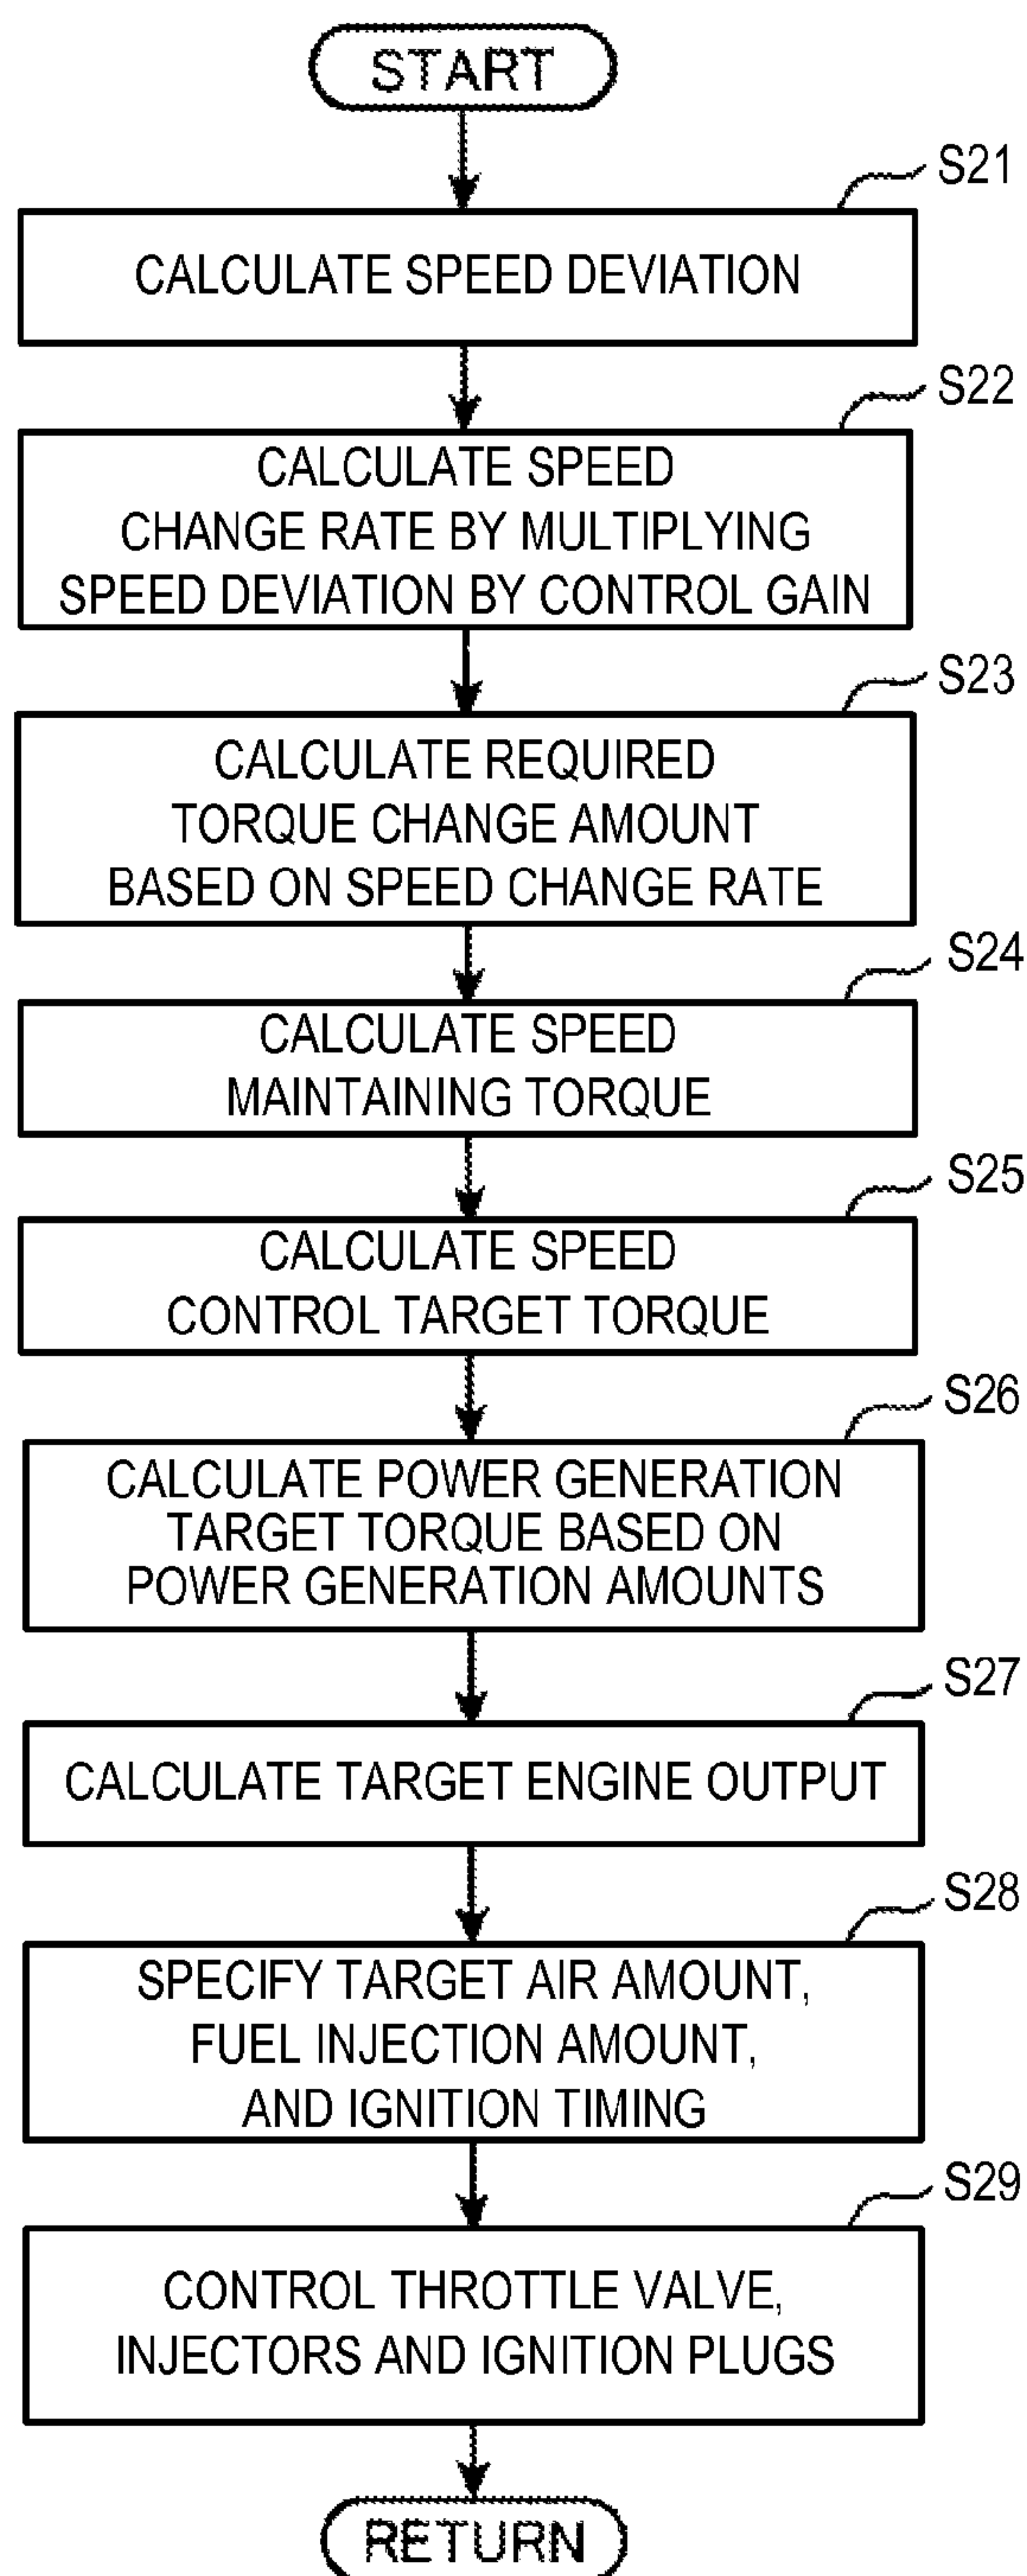 START
S21
CALCULATE SPEED DEVIATION
S22
CALCULATE SPEED
CHANGE RATE BY MULTIPLYING
SPEED DEVIATION BY CONTROL GAIN
S23
CALCULATE REQUIRED
TORQUE CHANGE AMOUNT
BASED ON SPEED CHANGE RATE
S24
CALCULATE SPEED
MAINTAINING TORQUE
S25
CALCULATE SPEED
CONTROL TARGET TORQUE
S26
CALCULATE POWER GENERATION
TARGET TORQUE BASED ON
POWER GENERATION AMOUNTS
S27
CALCULATE TARGET ENGINE OUTPUT
S28
SPECIFY TARGET AIR AMOUNT,
FUEL INJECTION AMOUNT,
AND IGNITION TIMING
S29
CONTROL THROTTLE VALVE,
INJECTORS AND IGNITION PLUGS
RETURN